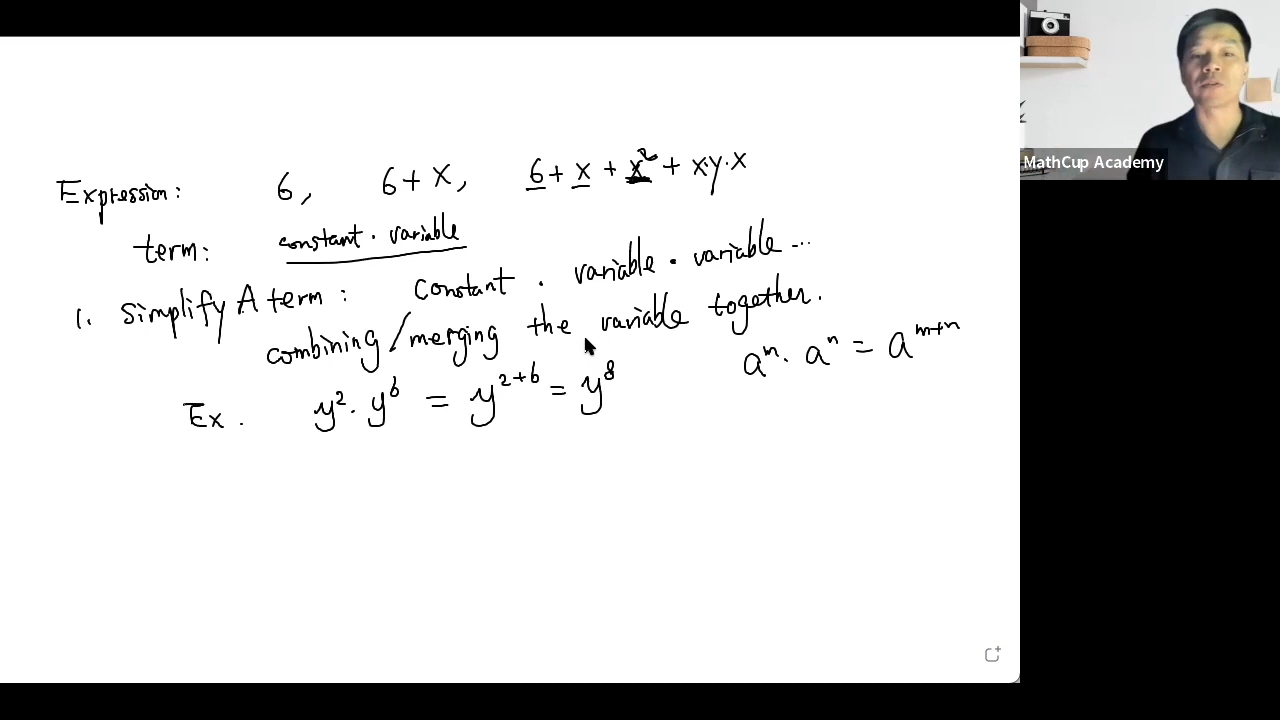 Expression: 6, 6 + x, 6 + x + x² + x·y·x
term: constant · variable
1. Simplify A term: constant · variable · variable ...
combining / merging the variable together.
aᵐ · aⁿ = aᵐ⁺ⁿ
Ex. y² · y⁶ = y²⁺⁶ = y⁸
MathCup Academy